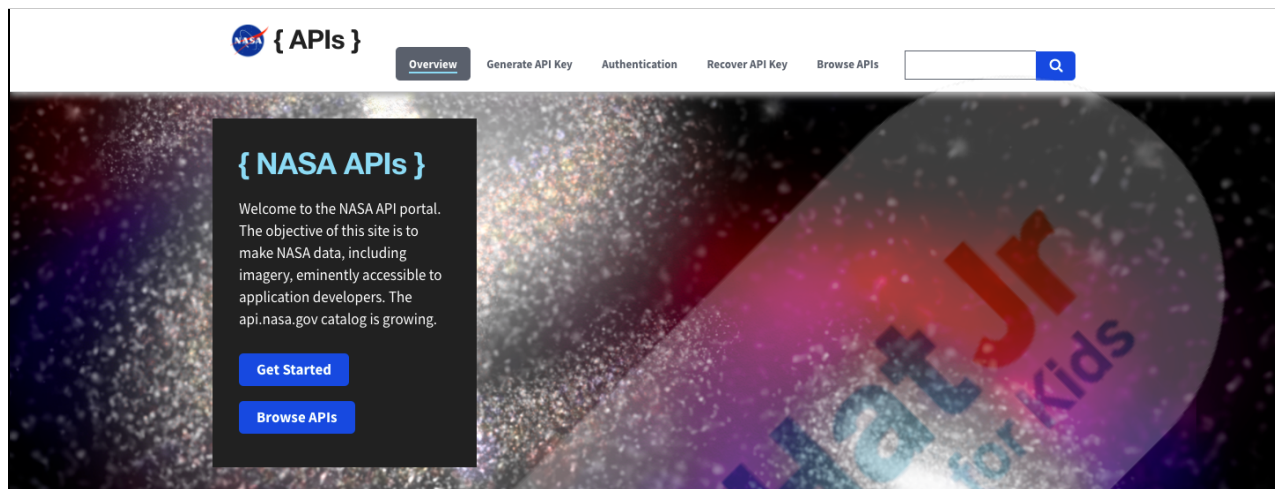 NASA
{ APIs }
Overview Generate API Key Authentication Recover API Key Browse APIs
{ NASA APIs }
Welcome to the NASA API portal.
The objective of this site is to
make NASA data, including
imagery, eminently accessible to
application developers. The
api.nasa.gov catalog is growing.
Get Started
Browse APIs
Jr
for Kids